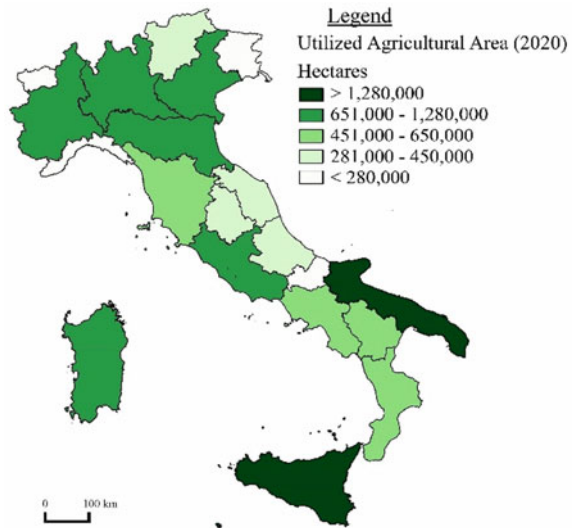 Legend
Utilized Agricultural Area (2020)
Hectares
> 1,280,000
651,000 - 1,280,000
451,000 - 650,000
281,000 - 450,000
< 280,000
0 100 km